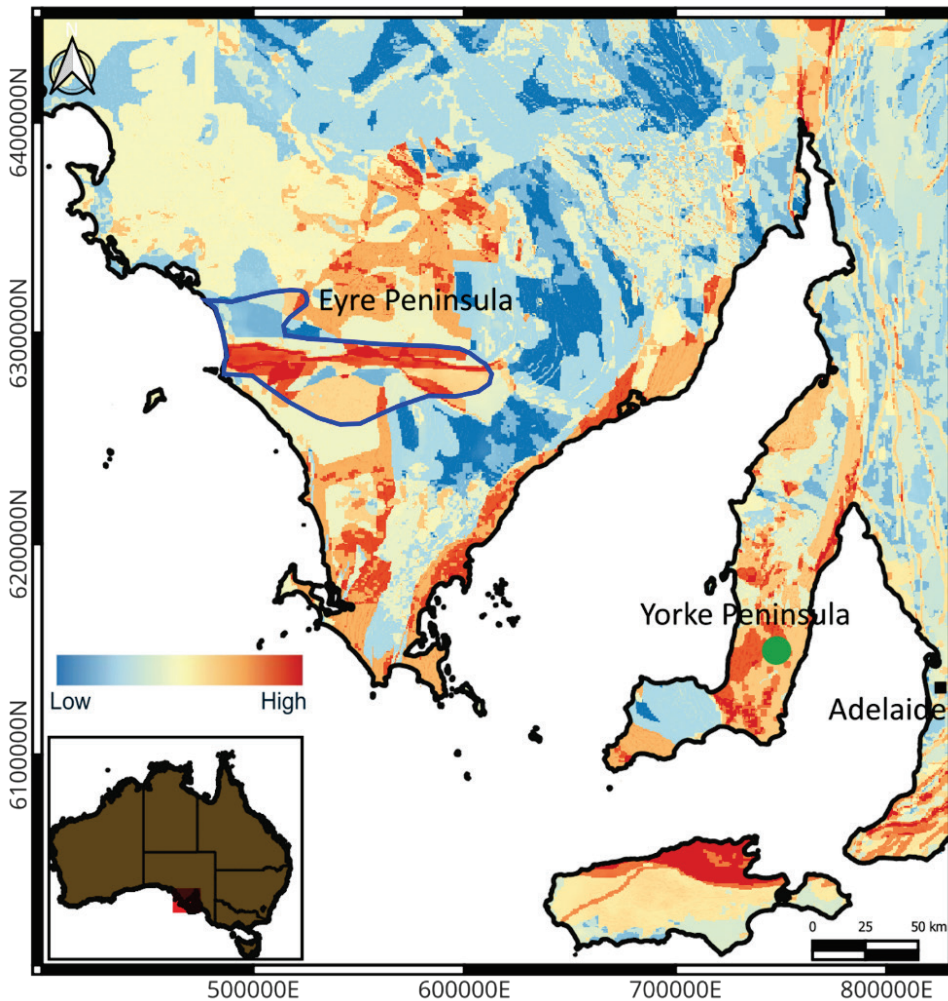 N
6400000N
Eyre Peninsula
6300000N
6200000N
Yorke Peninsula
Low
High
Adelaide
6100000N
0 25 50 km
500000E 600000E 700000E 800000E